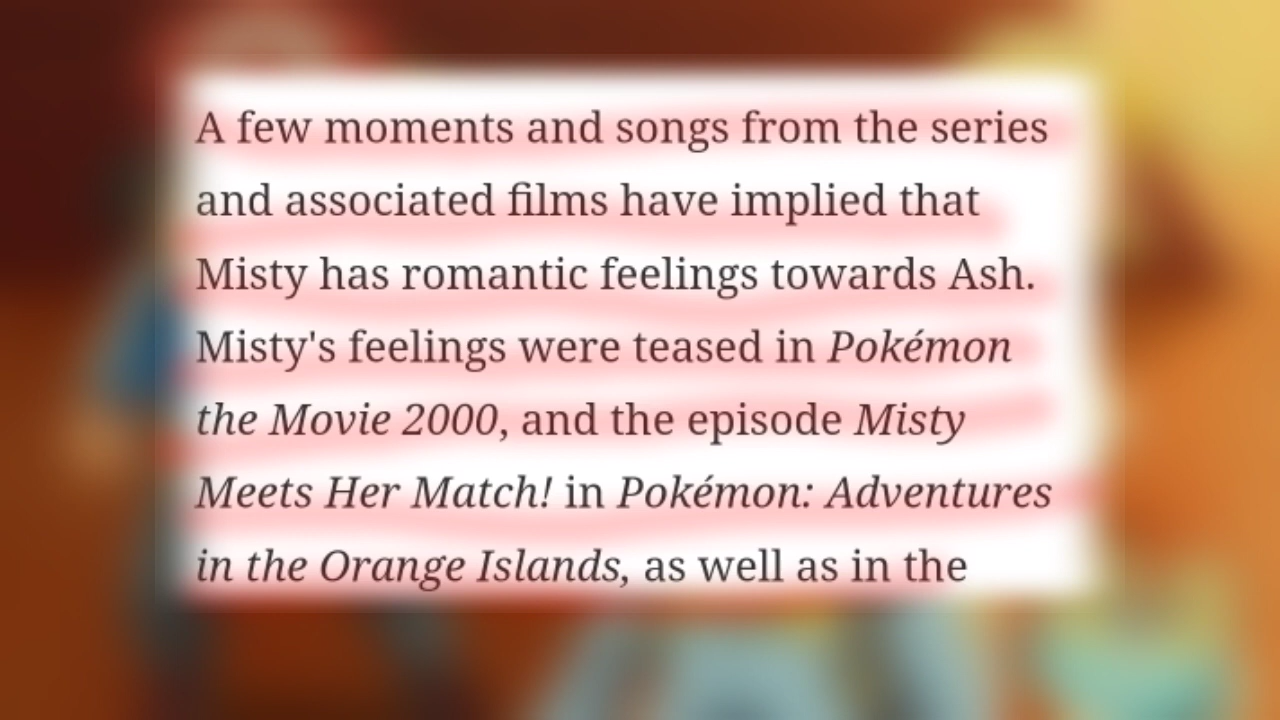 A few moments and songs from the series
and associated films have implied that
Misty has romantic feelings towards Ash.
Misty's feelings were teased in Pokémon
the Movie 2000, and the episode Misty
Meets Her Match! in Pokémon: Adventures
in the Orange Islands, as well as in the